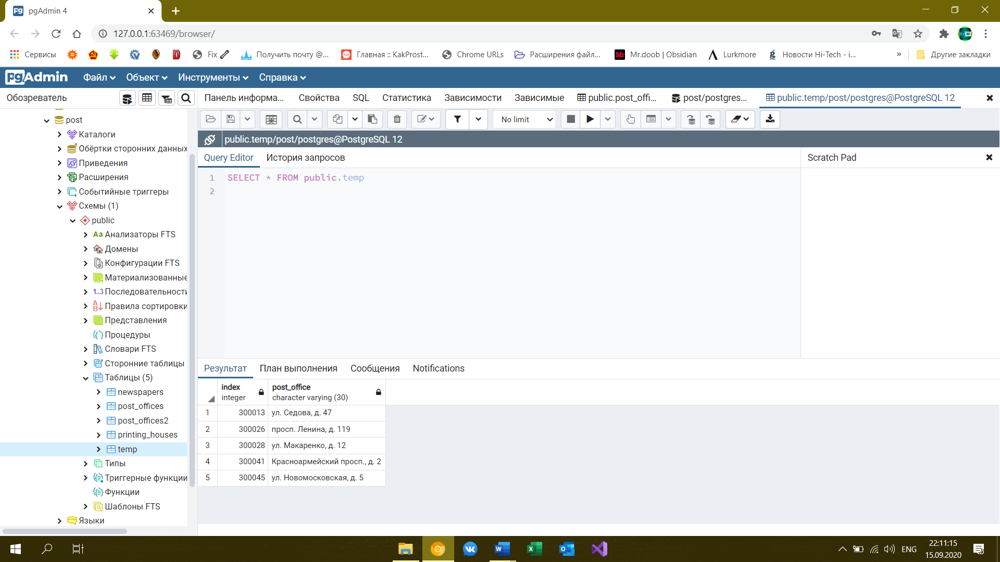 pgAdmin 4
127.0.0.1:63469/browser/
Сервисы
Fix
Получить почту @...
Главная :: KakProst...
Chrome URLs
Расширения файл...
Mr.doob | Obsidian
Lurkmore
Новости Hi-Tech - i...
»
Другие закладки
pgAdmin
Файл
Объект
Инструменты
Справка
Обозреватель
Панель информа...
Свойства
SQL
Статистика
Зависимости
Зависимые
public.post_offi...
post/postgres...
public.temp/post/postgres@PostgreSQL 12
No limit
public.temp/post/postgres@PostgreSQL 12
Query Editor
История запросов
Scratch Pad
1 SELECT * FROM public.temp
2
post
Каталоги
Обёртки сторонних данных
Приведения
Расширения
Событийные триггеры
Схемы (1)
public
Анализаторы FTS
Домены
Конфигурации FTS
Материализованные
Последовательности
Правила сортировки
Представления
Процедуры
Словари FTS
Сторонние таблицы
Таблицы (5)
newspapers
post_offices
post_offices2
printing_houses
temp
Типы
Триггерные функции
Функции
Шаблоны FTS
Языки
Результат
План выполнения
Сообщения
Notifications
index
integer
post_office
character varying (30)
1 300013 ул. Седова, д. 47
2 300026 просп. Ленина, д. 119
3 300028 ул. Макаренко, д. 12
4 300041 Красноармейский просп., д. 2
5 300045 ул. Новомосковская, д. 5
ENG
22:11:15
15.09.2020